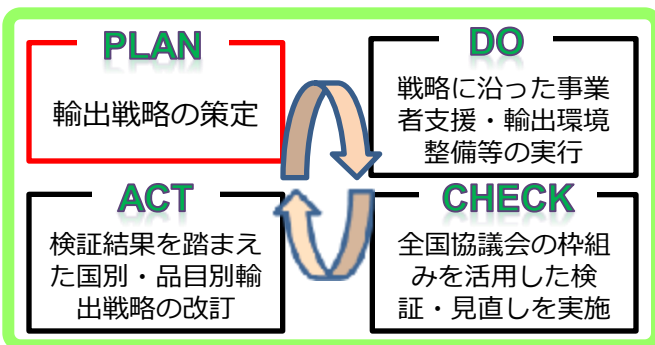 PLAN
輸出戦略の策定
DO
戦略に沿った事業
者支援・輸出環境
整備等の実行
ACT
検証結果を踏まえ
た国別・品目別輸
出戦略の改訂
CHECK
全国協議会の枠組
みを活用した検
証・見直しを実施